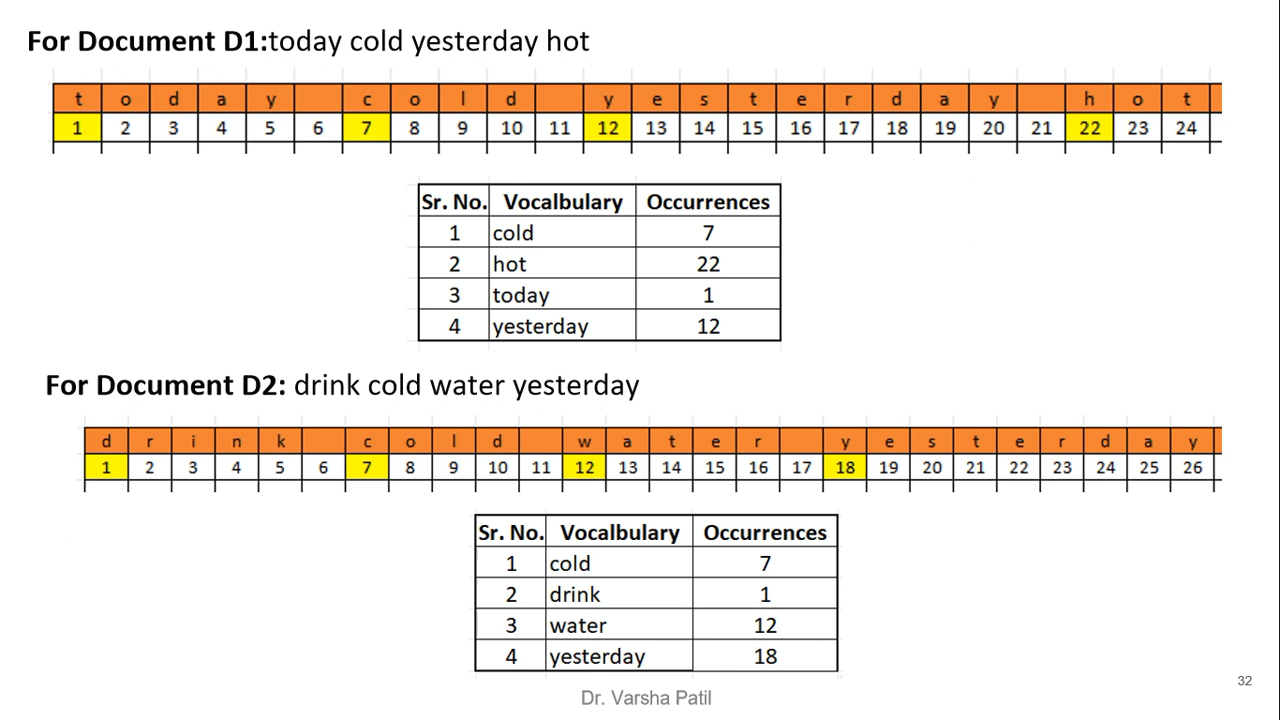 For Document D1:today cold yesterday hot
t o d a y c o l d y e s t e r d a y h o t
1 2 3 4 5 6 7 8 9 10 11 12 13 14 15 16 17 18 19 20 21 22 23 24
Sr. No. Vocalbulary Occurrences
1 cold 7
2 hot 22
3 today 1
4 yesterday 12
For Document D2: drink cold water yesterday
d r i n k c o l d w a t e r y e s t e r d a y
1 2 3 4 5 6 7 8 9 10 11 12 13 14 15 16 17 18 19 20 21 22 23 24 25 26
Sr. No. Vocalbulary Occurrences
1 cold 7
2 drink 1
3 water 12
4 yesterday 18
32
Dr. Varsha Patil